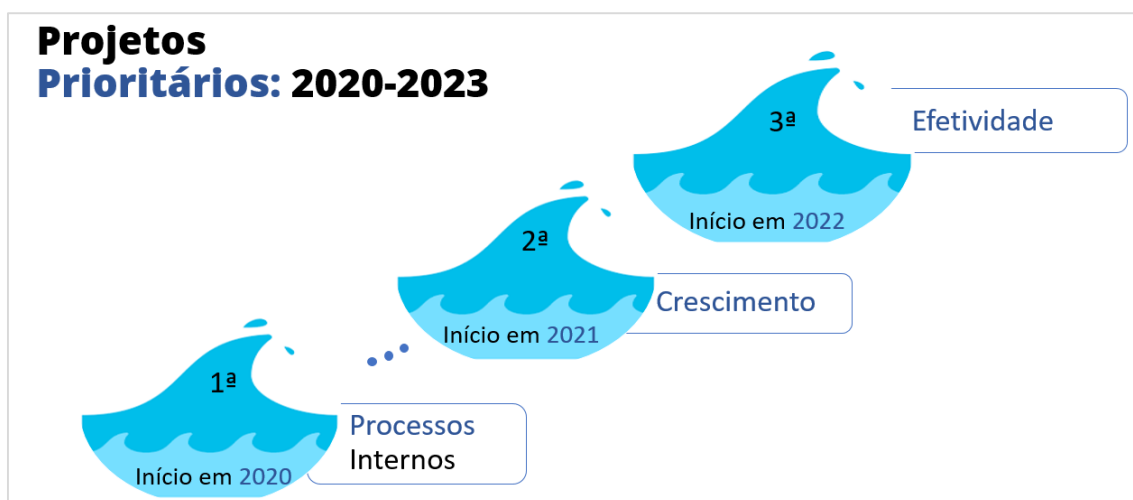 Projetos
Prioritários: 2020-2023
3ª
Efetividade
Início em 2022
2ª
Crescimento
Início em 2021
1ª
Processos
Internos
Início em 2020